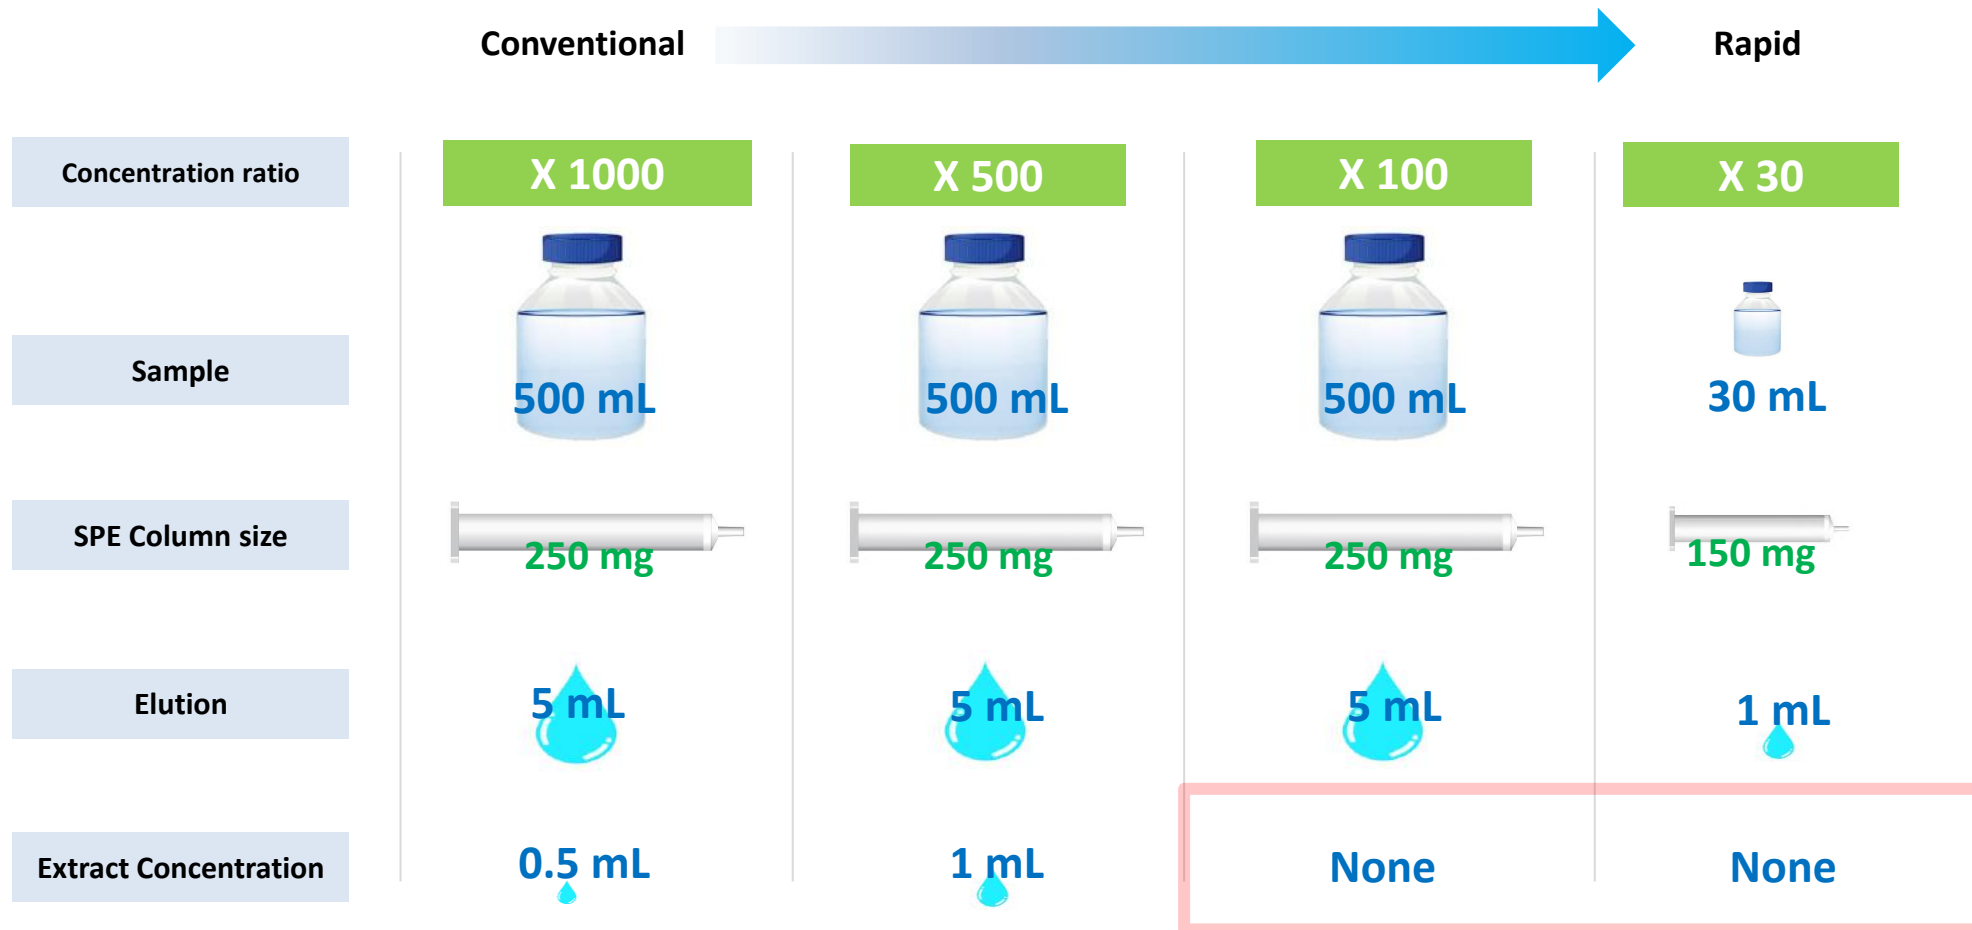 Conventional
Rapid
Concentration ratio
X 1000
X 500
X 100
X 30
Sample
500 mL
500 mL
500 mL
30 mL
SPE Column size
250 mg
250 mg
250 mg
150 mg
Elution
5 mL
5 mL
5 mL
1 mL
Extract Concentration
0.5 mL
1 mL
None
None